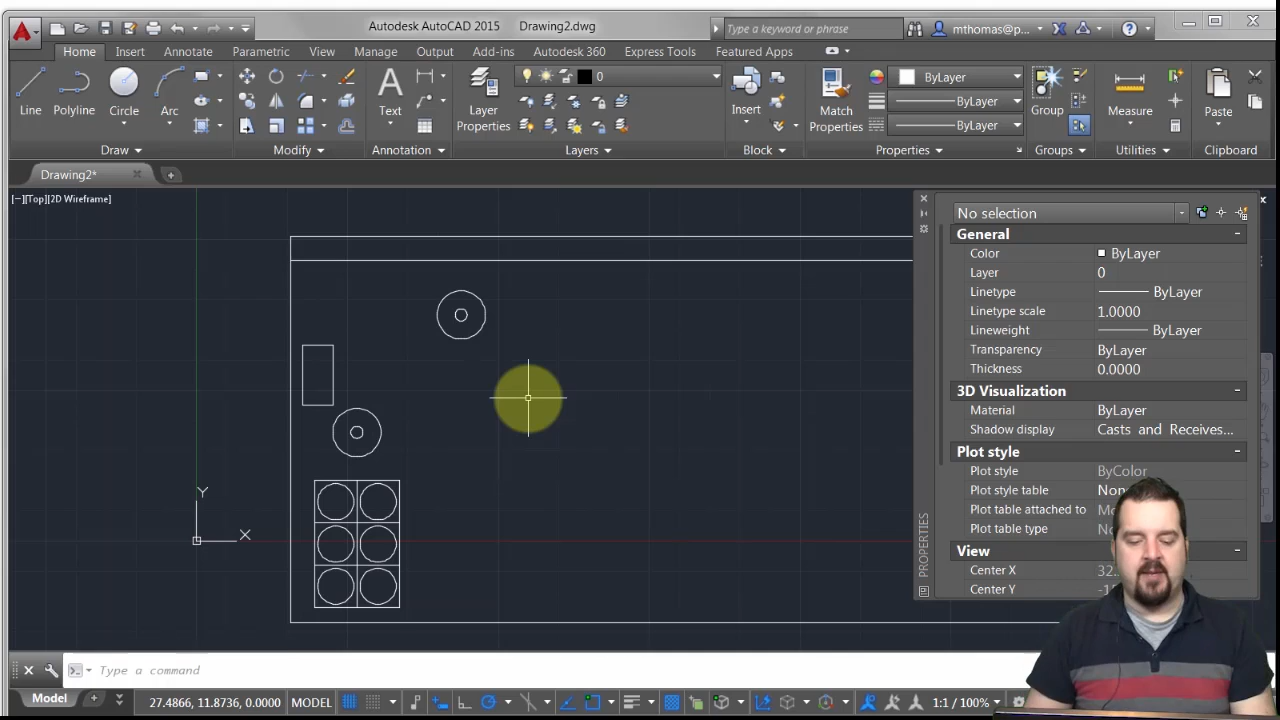 Autodesk AutoCAD 2015 Drawing2.dwg
Type a keyword or phrase
mthomas@p...
Home Insert Annotate Parametric View Manage Output Add-ins Autodesk 360 Express Tools Featured Apps
0
ByLayer
ByLayer
ByLayer
Line Polyline Circle Arc Text Layer Properties Insert Match Properties Group Measure Paste
Draw Modify Annotation Layers Block Properties Groups Utilities Clipboard
Drawing2*
[−][Top][2D Wireframe]
No selection
General
Color ByLayer
Layer 0
Linetype ByLayer
Linetype scale 1.0000
Lineweight ByLayer
Transparency ByLayer
Thickness 0.0000
3D Visualization
Material ByLayer
Shadow display Casts and Receives...
Plot style
Plot style ByColor
Plot style table
Plot table attached to
Plot table type
View
Center X
Center Y
PROPERTIES
Y
X
Type a command
Model
27.4866, 11.8736, 0.0000 MODEL
1:1 / 100%